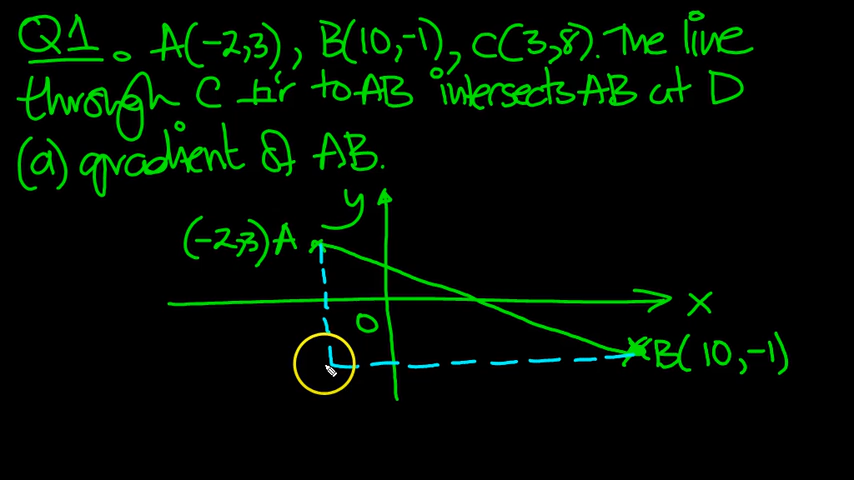 Q1. A(-2,3), B(10,-1), C(3,8). The line
through C to AB intersects AB at D
(a) gradient of AB.
y
(-2,3)A
x
0
B(10,-1)